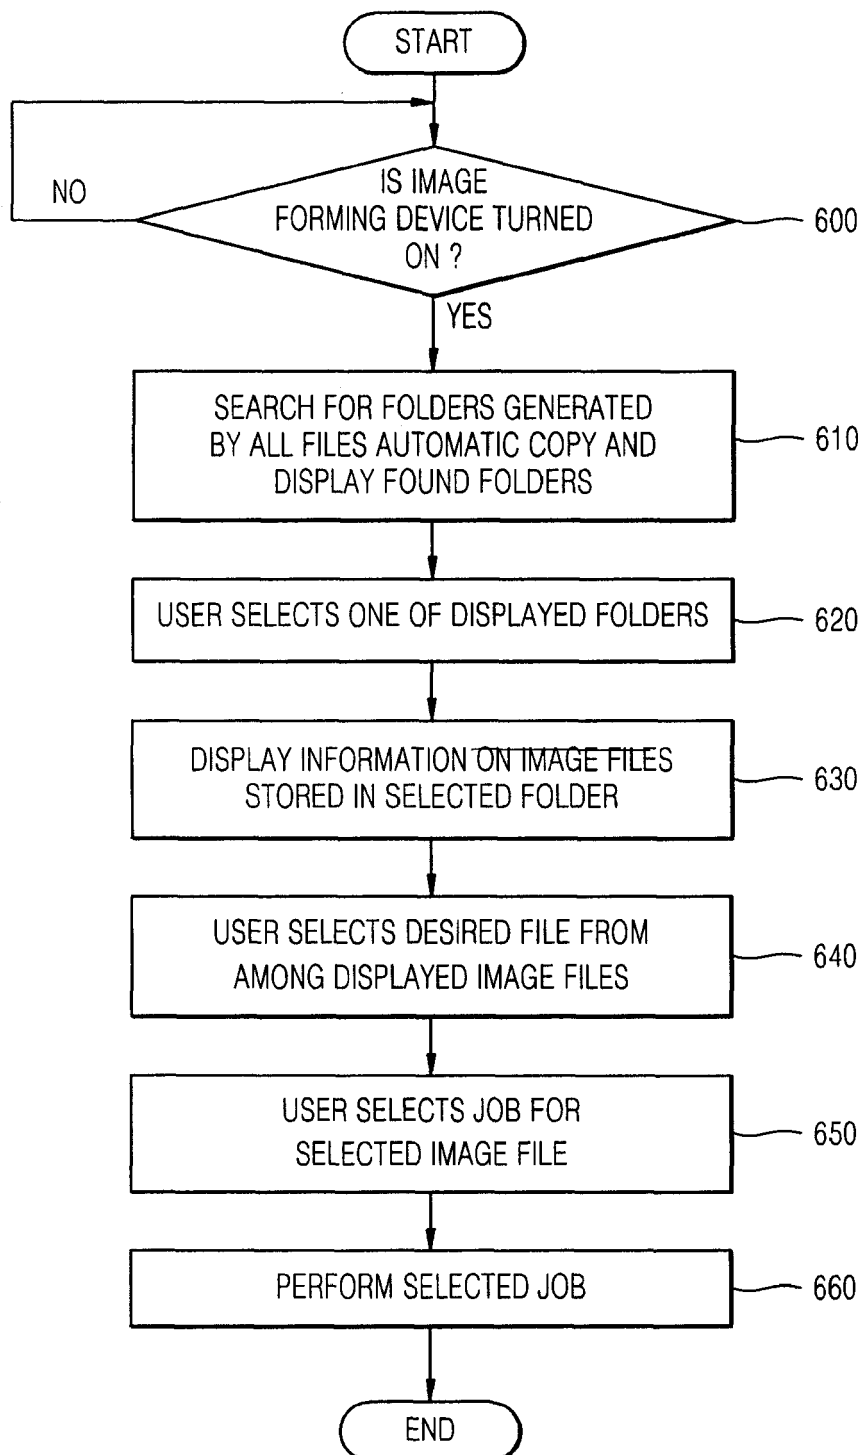 START
NO
IS IMAGE
FORMING DEVICE TURNED
ON ?
600
YES
SEARCH FOR FOLDERS GENERATED
BY ALL FILES AUTOMATIC COPY AND
DISPLAY FOUND FOLDERS
610
USER SELECTS ONE OF DISPLAYED FOLDERS
620
DISPLAY INFORMATION ON IMAGE FILES
STORED IN SELECTED FOLDER
630
USER SELECTS DESIRED FILE FROM
AMONG DISPLAYED IMAGE FILES
640
USER SELECTS JOB FOR
SELECTED IMAGE FILE
650
PERFORM SELECTED JOB
660
END